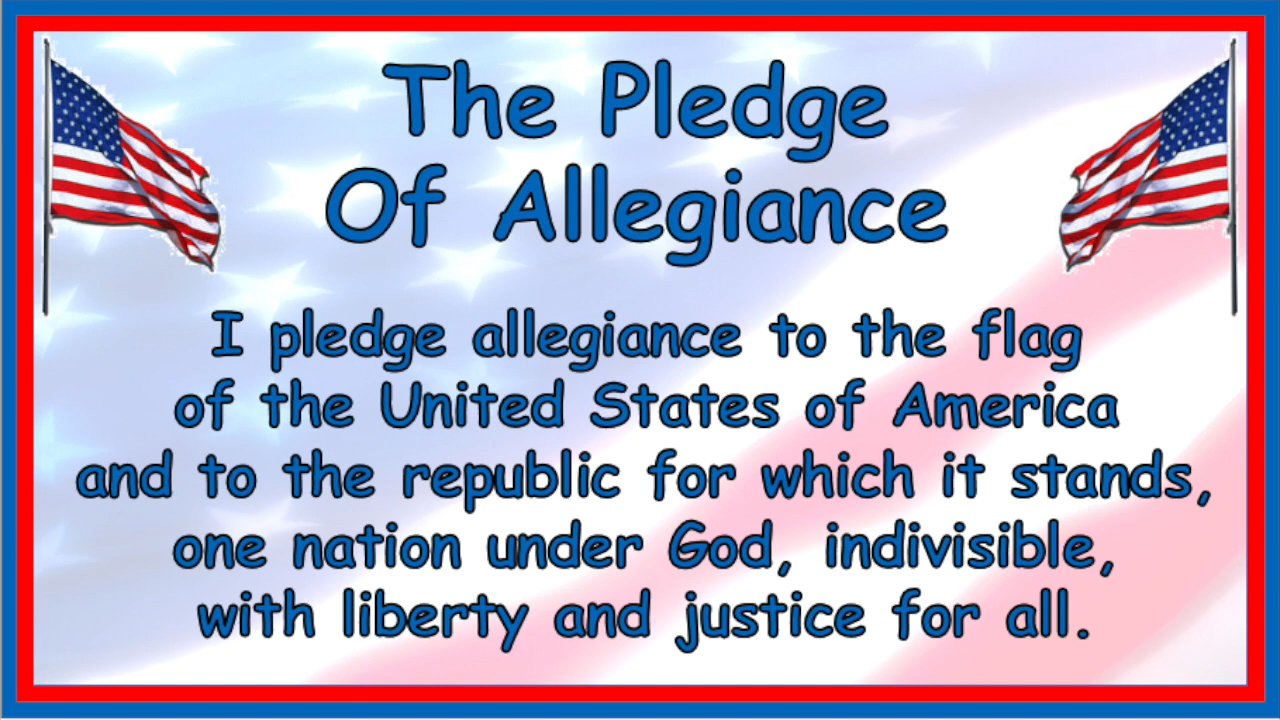 The Pledge
Of Allegiance
I pledge allegiance to the flag
of the United States of America
and to the republic for which it stands,
one nation under God, indivisible,
with liberty and justice for all.